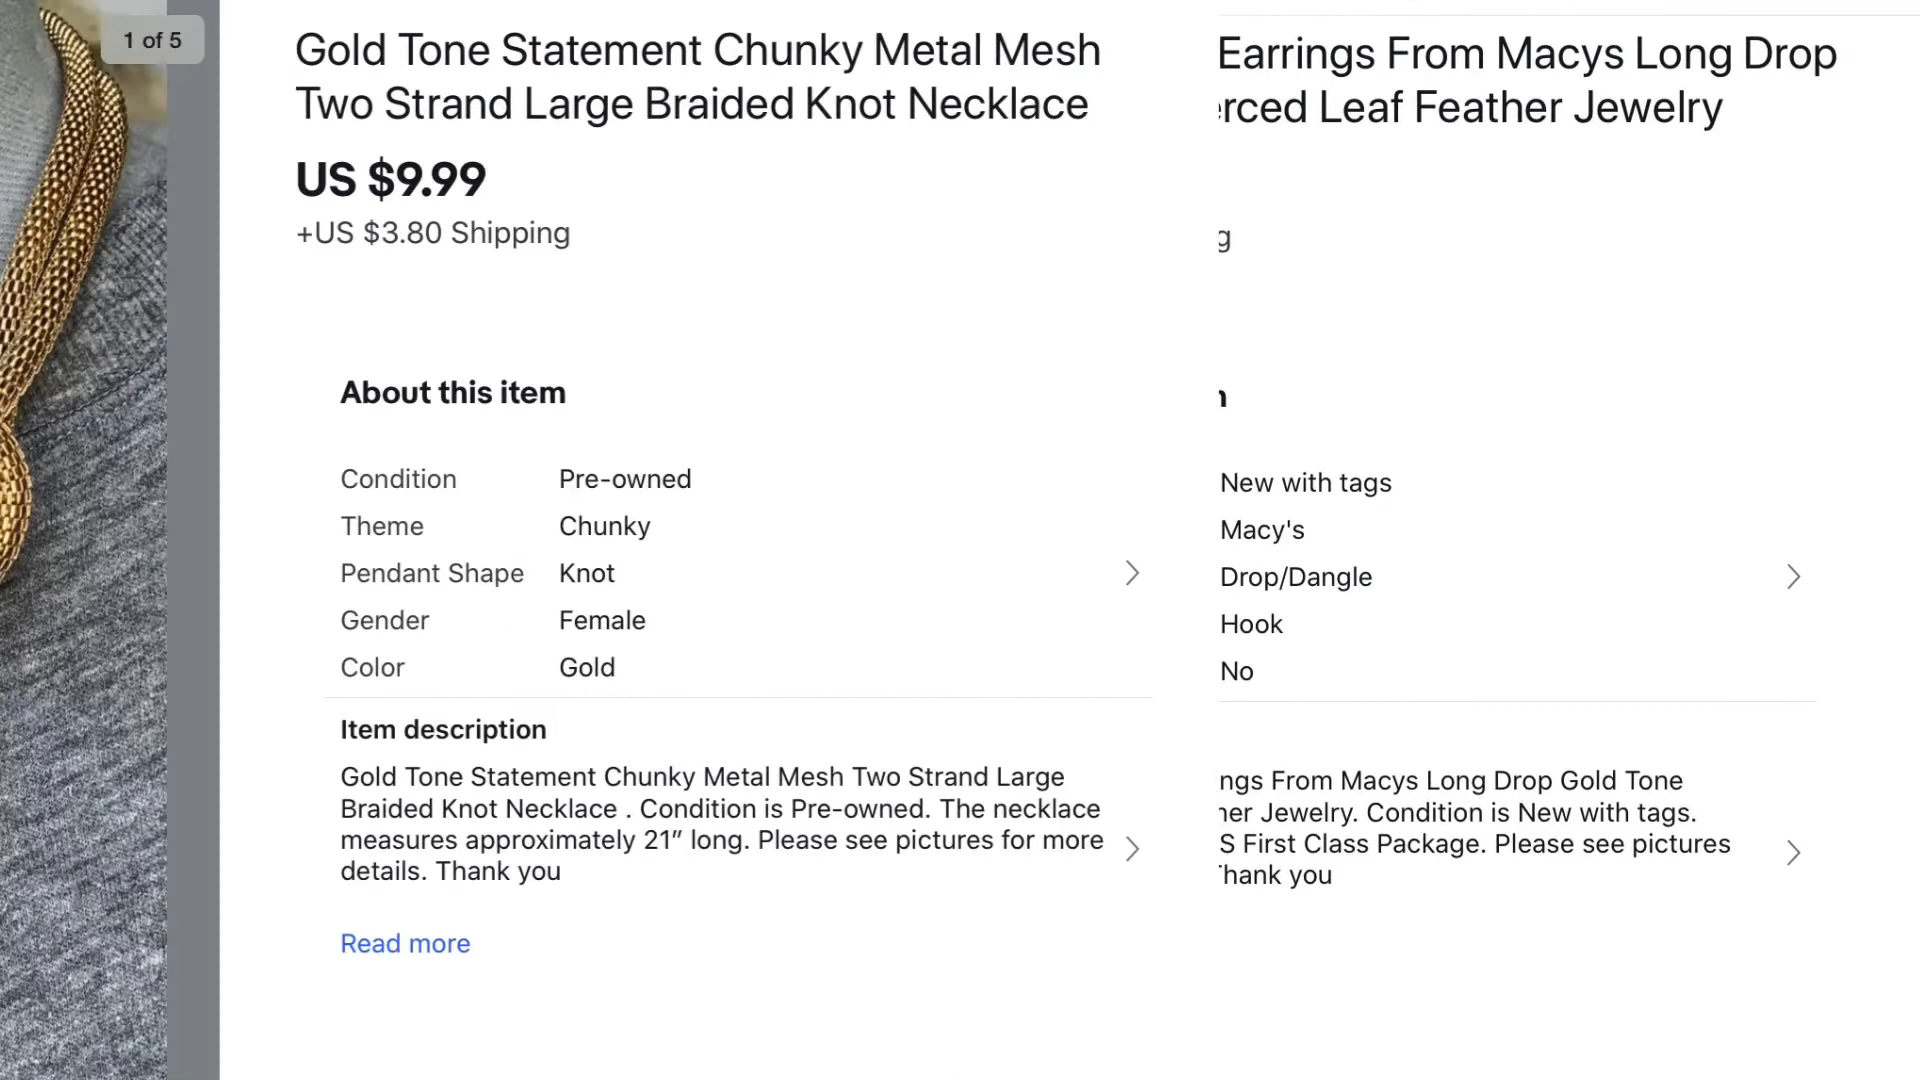 1 of 5
Gold Tone Statement Chunky Metal Mesh
Two Strand Large Braided Knot Necklace
US $9.99
+US $3.80 Shipping
About this item
Condition Pre-owned
Theme Chunky
Pendant Shape Knot
Gender Female
Color Gold
Item description
Gold Tone Statement Chunky Metal Mesh Two Strand Large
Braided Knot Necklace . Condition is Pre-owned. The necklace
measures approximately 21” long. Please see pictures for more
details. Thank you
Read more
Earrings From Macys Long Drop
erced Leaf Feather Jewelry
g
New with tags
Macy's
Drop/Dangle
Hook
No
ngs From Macys Long Drop Gold Tone
er Jewelry. Condition is New with tags.
S First Class Package. Please see pictures
hank you